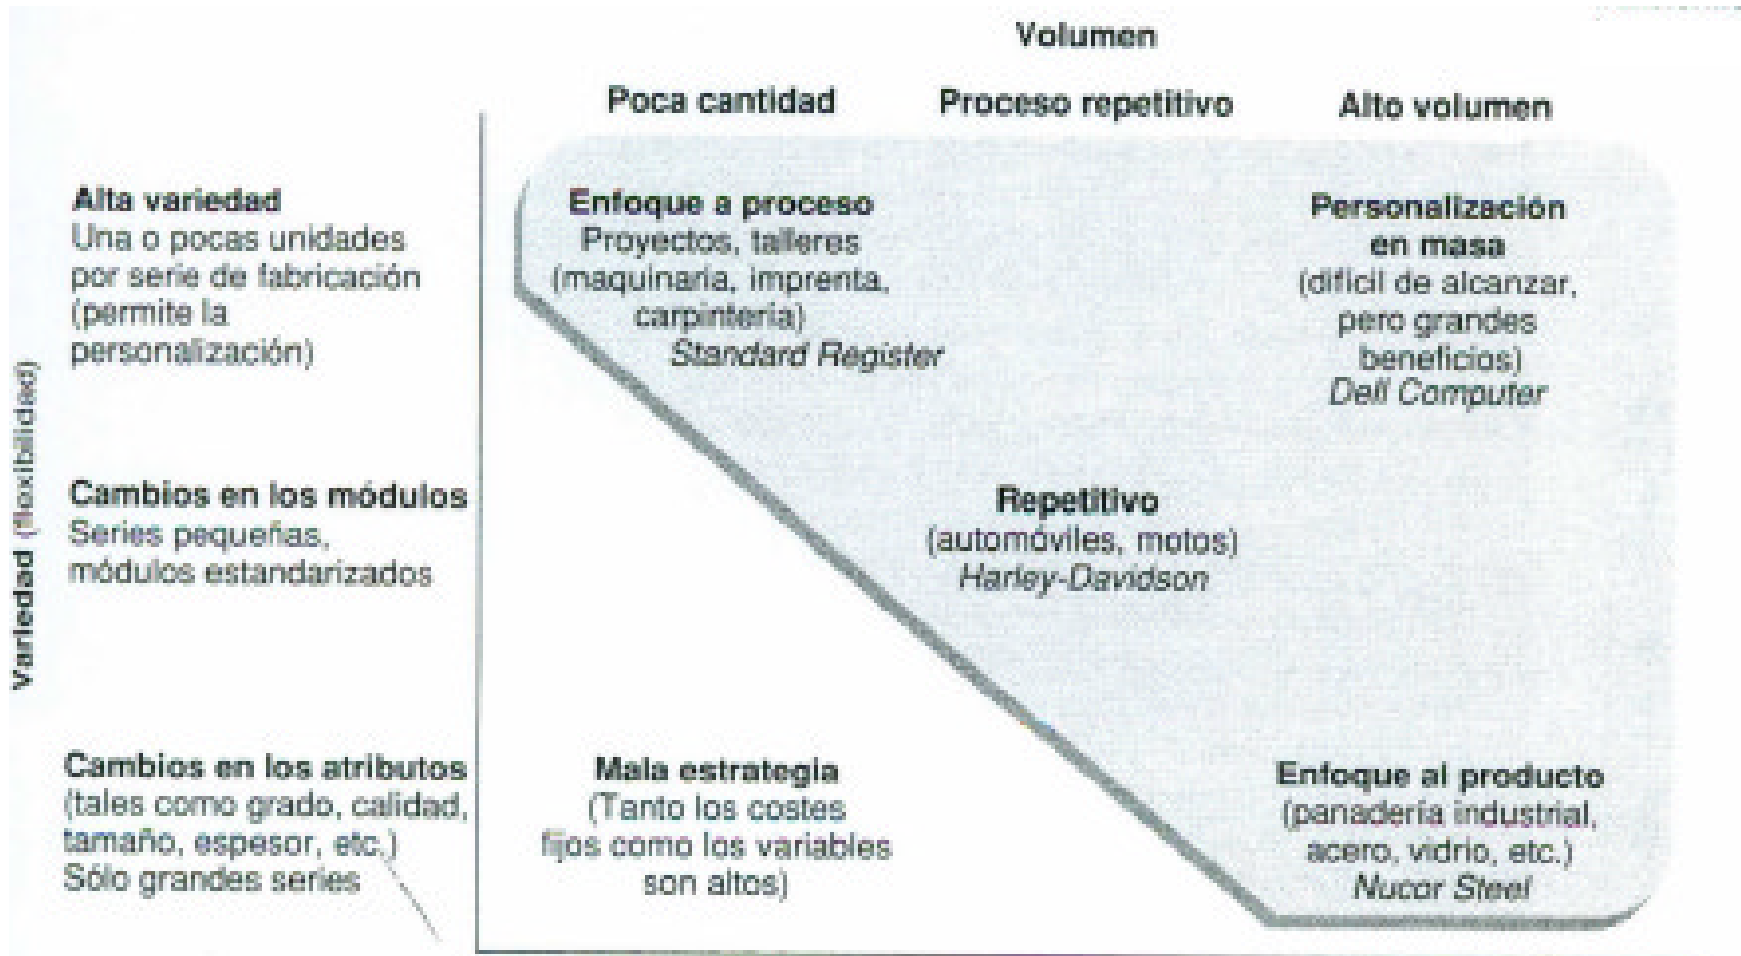 Volumen
Poca cantidad
Proceso repetitivo
Alto volumen
Variedad (flexibilidad)
Alta variedad
Una o pocas unidades
por serie de fabricación
(permite la
personalización)
Enfoque a proceso
Proyectos, talleres
(maquinaria, imprenta,
carpintería)
Standard Register
Personalización
en masa
(difícil de alcanzar,
pero grandes
beneficios)
Dell Computer
Cambios en los módulos
Series pequeñas,
módulos estandarizados
Repetitivo
(automóviles, motos)
Harley-Davidson
Cambios en los atributos
(tales como grado, calidad,
tamaño, espesor, etc.)
Sólo grandes series
Mala estrategia
(Tanto los costes
fijos como los variables
son altos)
Enfoque al producto
(panadería industrial,
acero, vidrio, etc.)
Nucor Steel